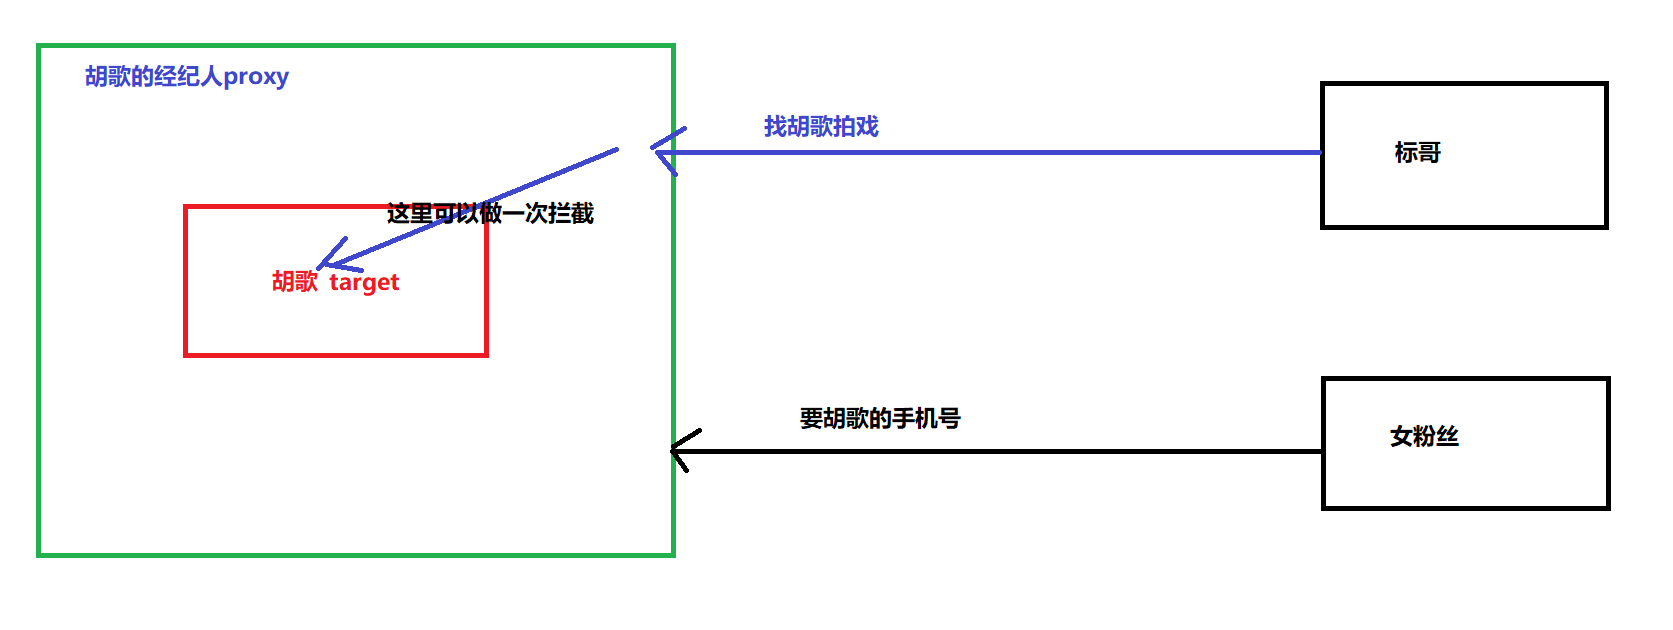 胡歌的经纪人proxy
找胡歌拍戏
标哥
这里可以做一次拦截
胡歌 target
要胡歌的手机号
女粉丝